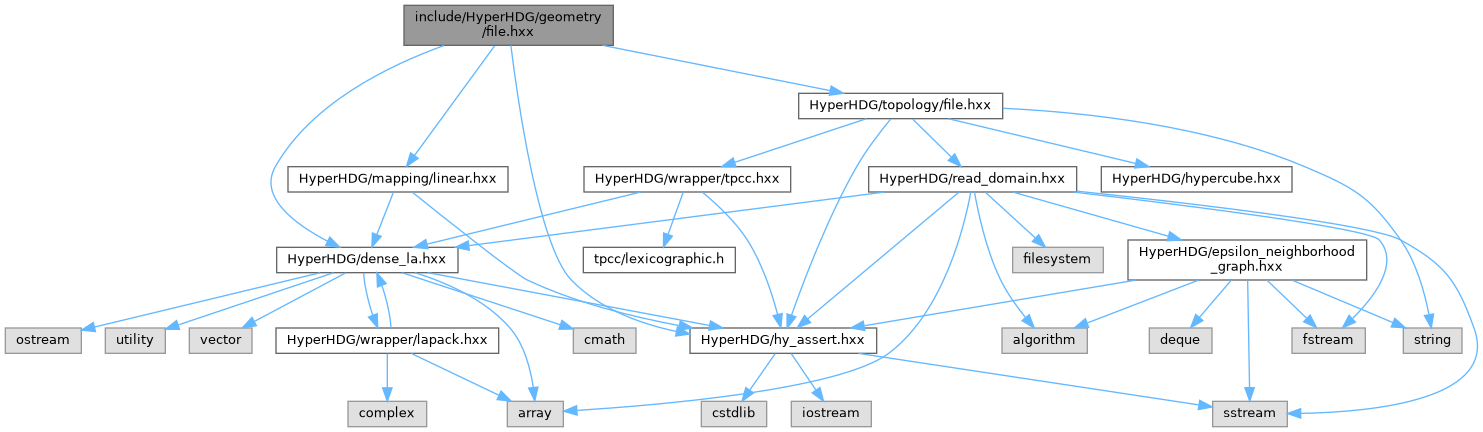 include/HyperHDG/geometry
/file.hxx
HyperHDG/topology/file.hxx
HyperHDG/mapping/linear.hxx
HyperHDG/wrapper/tpcc.hxx
HyperHDG/read_domain.hxx
HyperHDG/hypercube.hxx
HyperHDG/dense_la.hxx
tpcc/lexicographic.h
filesystem
HyperHDG/epsilon_neighborhood
_graph.hxx
ostream
utility
vector
HyperHDG/wrapper/lapack.hxx
cmath
HyperHDG/hy_assert.hxx
algorithm
deque
fstream
string
complex
array
cstdlib
iostream
sstream